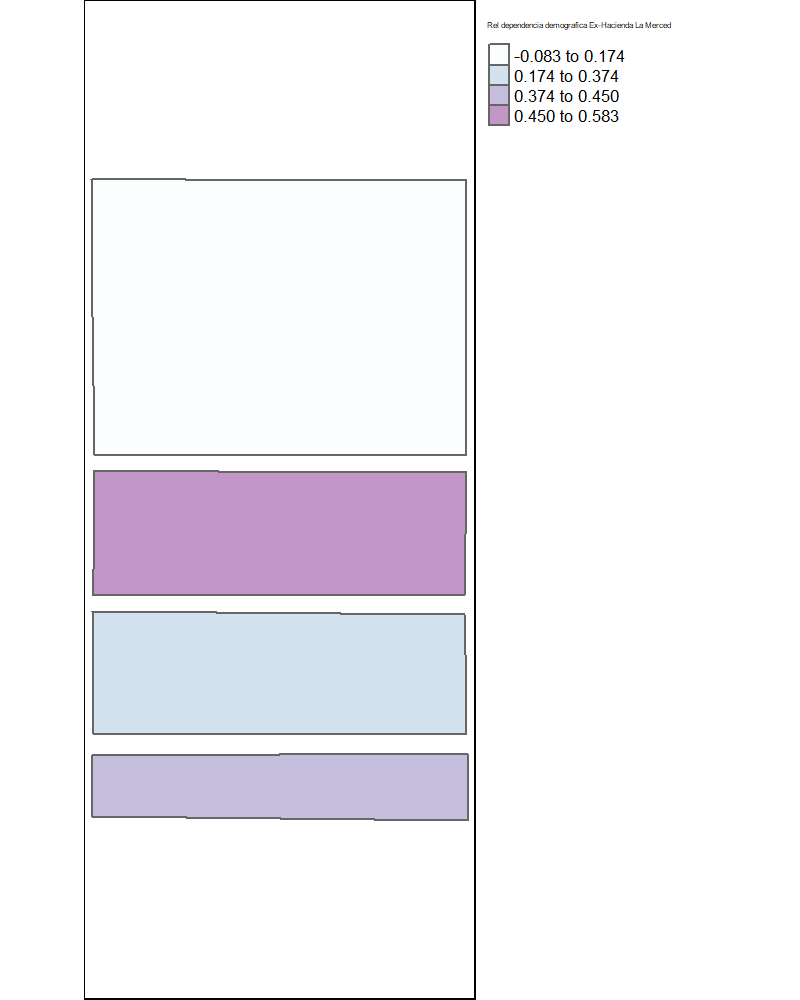 Rel dependencia demografica Ex-Hacienda La Merced
-0.083 to 0.174
0.174 to 0.374
0.374 to 0.450
0.450 to 0.583